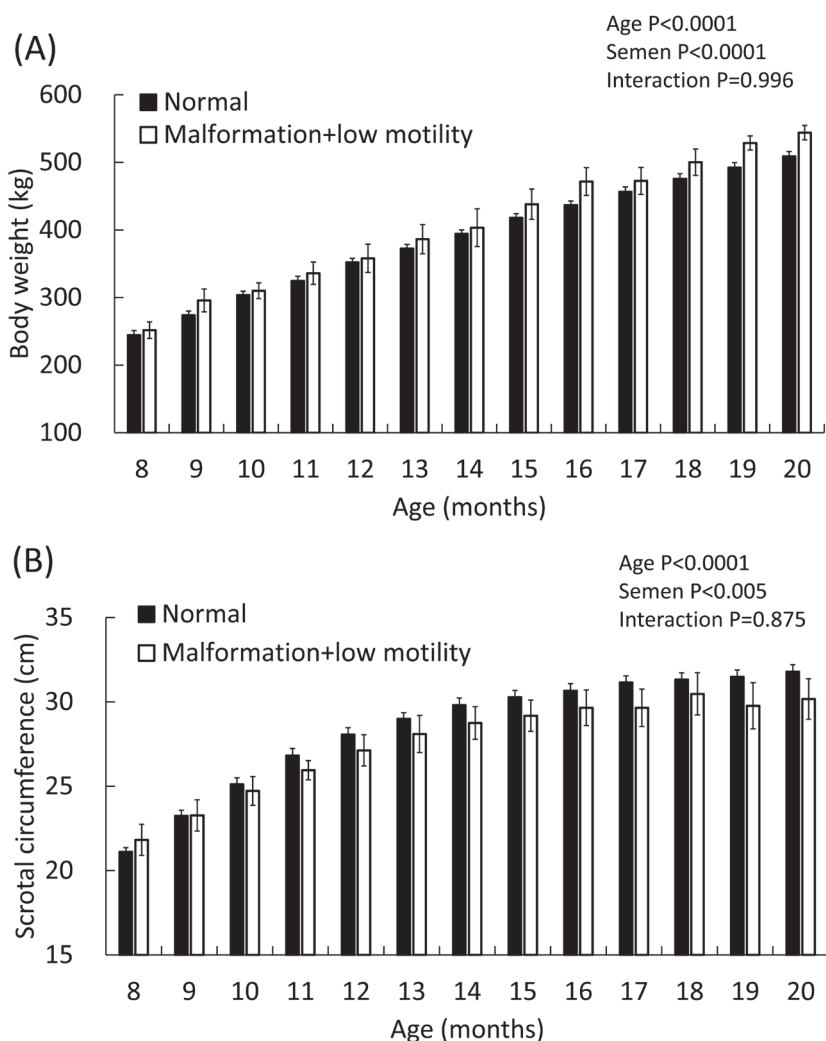 (A)
Age P<0.0001
Semen P<0.0001
Interaction P=0.996
Normal
Malformation+low motility
Body weight (kg)
600
500
400
300
200
100
8 9 10 11 12 13 14 15 16 17 18 19 20
Age (months)
(B)
Age P<0.0001
Semen P<0.005
Interaction P=0.875
Normal
Malformation+low motility
Scrotal circumference (cm)
35
30
25
20
15
8 9 10 11 12 13 14 15 16 17 18 19 20
Age (months)